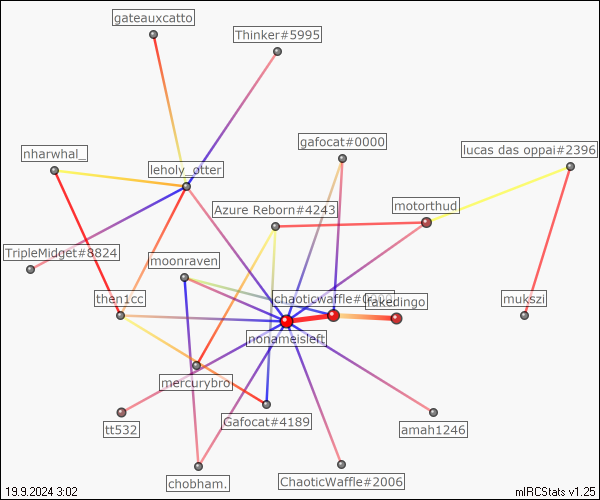 gateauxcatto
Thinker#5995
gafocat#0000
lucas das oppai#2396
nharwhal_
leholy_otter
Azure Reborn#4243
motorthud
TripleMidget#8824
moonraven
then1cc
chaoticwaffle#0
fakedingo
mukszi
nonameisleft
mercurybro
tt532
Gafocat#4189
amah1246
chobham.
ChaoticWaffle#2006
19.9.2024 3:02
mIRCStats v1.25